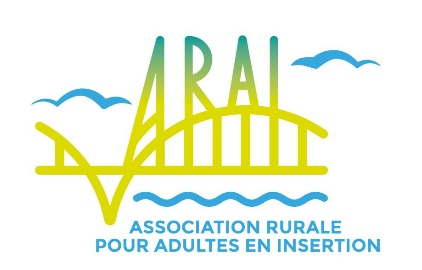 ARAI
ASSOCIATION RURALE
POUR ADULTES EN INSERTION